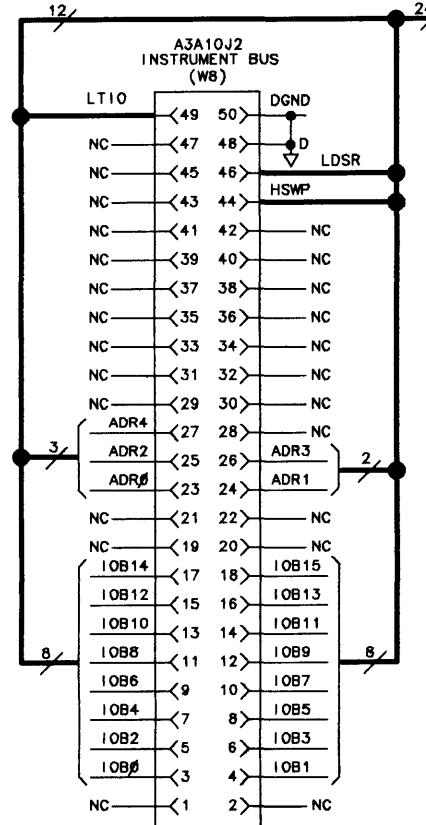 12 24
A3A10J2
INSTRUMENT BUS
(W8)
LTIO 49 50 DGND
NC 47 48 D
NC 45 46 LDSR
NC 43 44 HSWP
NC 41 42 NC
NC 39 40 NC
NC 37 38 NC
NC 35 36 NC
NC 33 34 NC
NC 31 32 NC
NC 29 30 NC
ADR4 27 28 NC
3 ADR2 25 26 ADR3 2
ADR0 23 24 ADR1
NC 21 22 NC
NC 19 20 NC
IOB14 17 18 IOB15
IOB12 15 16 IOB13
IOB10 13 14 IOB11
8 IOB8 11 12 IOB9 8
IOB6 9 10 IOB7
IOB4 7 8 IOB5
IOB2 5 6 IOB3
IOB0 3 4 IOB1
NC 1 2 NC